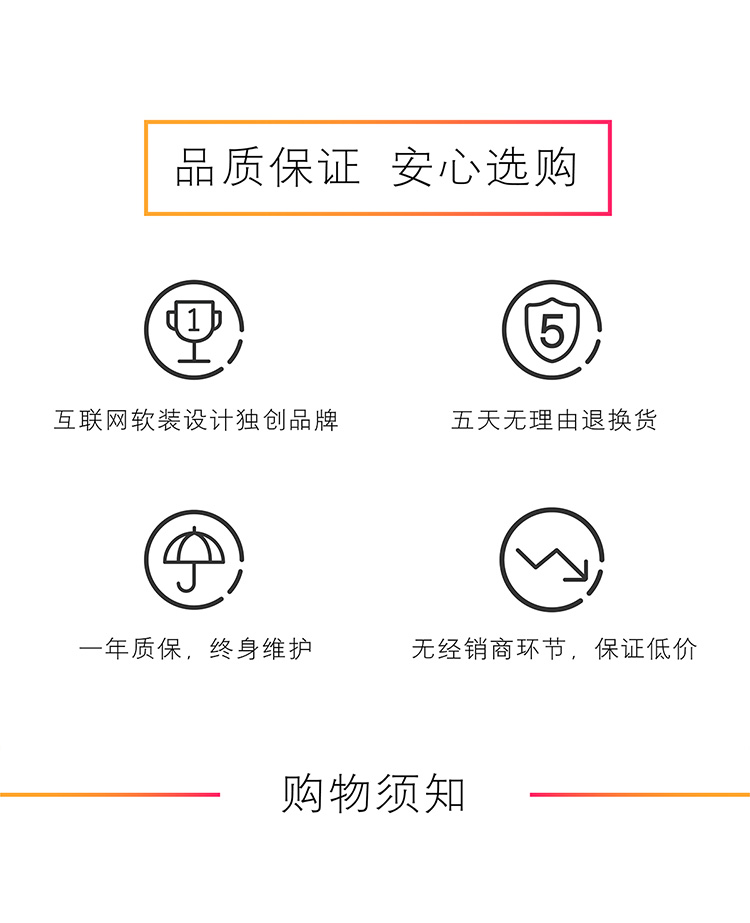 品质保证 安心选购
1
5
互联网软装设计独创品牌
五天无理由退换货
一年质保，终身维护
无经销商环节，保证低价
购物须知